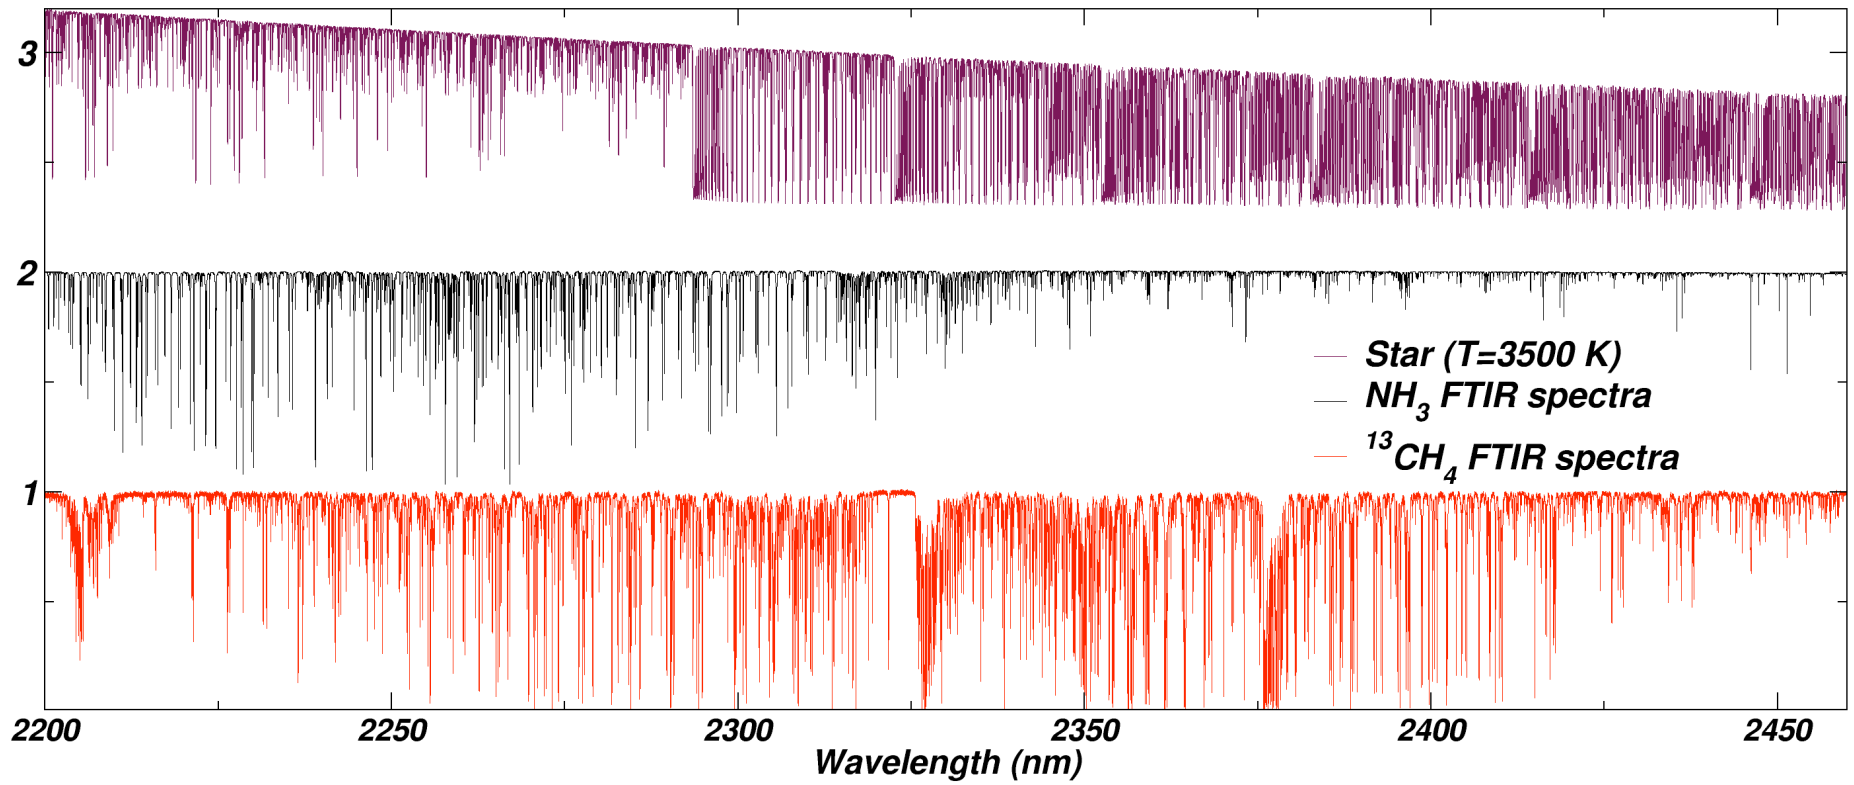 3
2
1
Star (T=3500 K)
NH3 FTIR spectra
13CH4 FTIR spectra
2200 2250 2300 2350 2400 2450
Wavelength (nm)